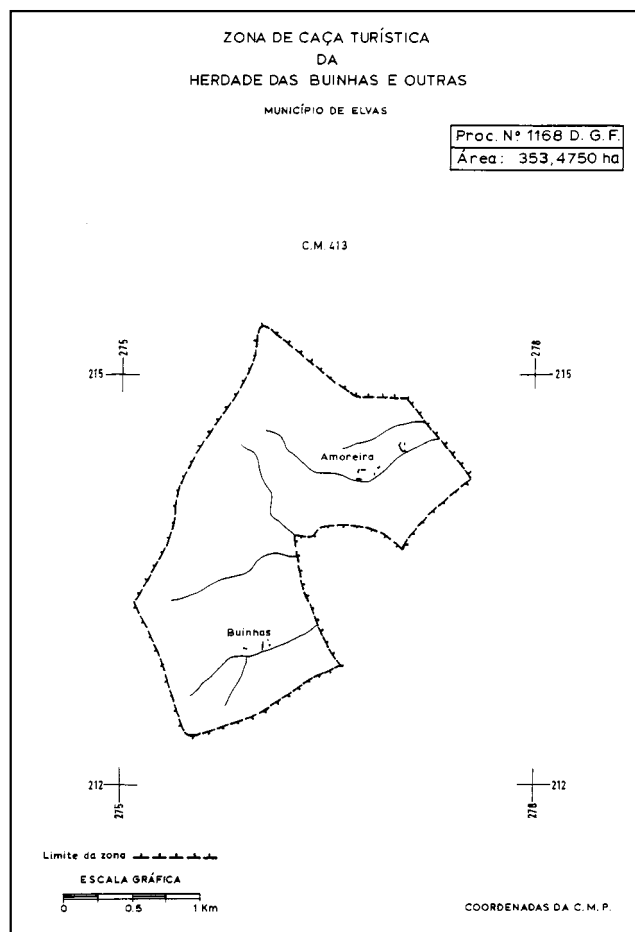 ZONA DE CAÇA TURÍSTICA
DA
HERDADE DAS BUINHAS E OUTRAS
MUNICÍPIO DE ELVAS
Proc. Nº 1168 D. G. F.
Área: 353,4750 ha
C.M. 413
275
278
215
215
Amoreira
Buinhas
212
212
275
278
Limite da zona
ESCALA GRÁFICA
0 0.5 1 Km
COORDENADAS DA C.M.P.